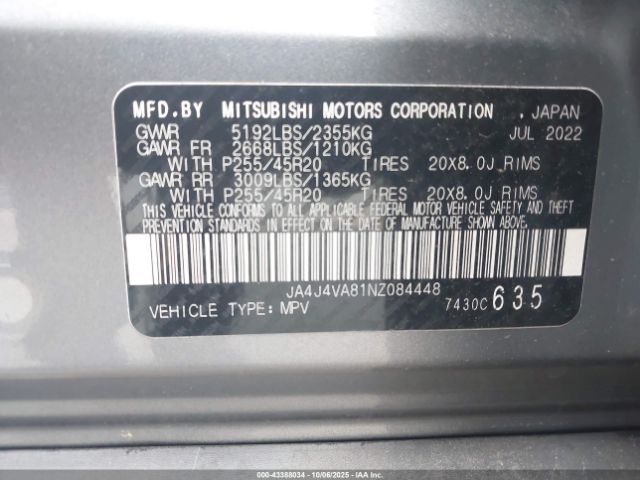 MFD.BY MITSUBISHI MOTORS CORPORATION . JAPAN
GVWR 5192LBS/2355KG JUL 2022
GAWR FR 2668LBS/1210KG
WITH P255/45R20 TIRES 20X8.0J RIMS
GAWR RR 3009LBS/1365KG
WITH P255/45R20 TIRES 20X8.0J RIMS
THIS VEHICLE CONFORMS TO ALL APPLICABLE FEDERAL MOTOR VEHICLE SAFETY AND THEFT
PREVENTION STANDARDS IN EFFECT ON THE DATE OF MANUFACTURE SHOWN ABOVE.
JA4J4VA81NZ084448
VEHICLE TYPE: MPV 7430C 635
000-43388034 - 10/06/2025 - IAAI.CA